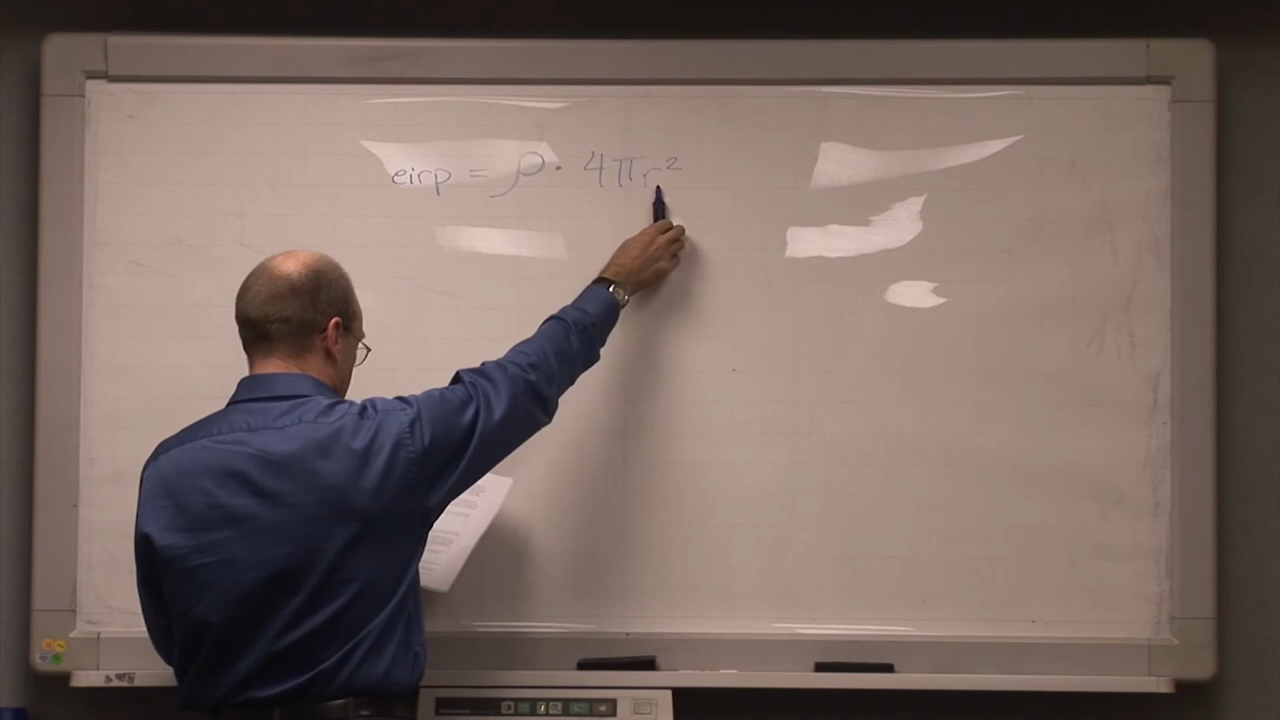 eirp = ρ · 4πr²